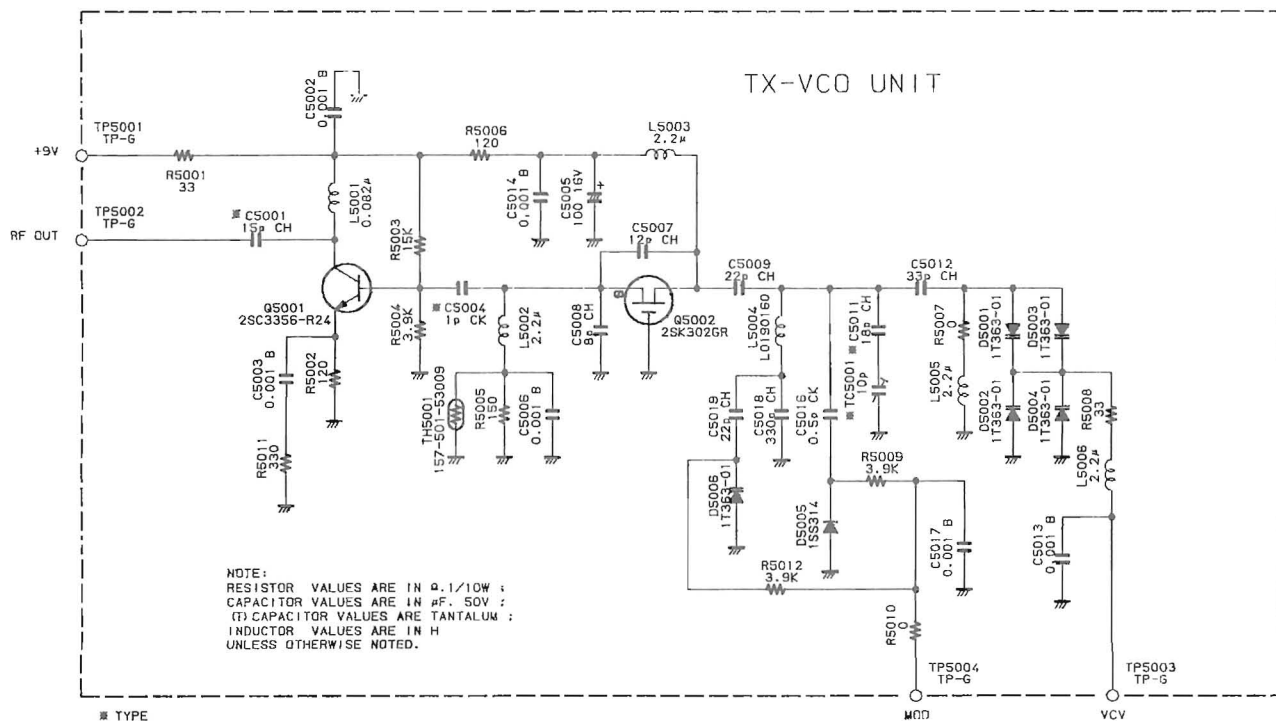 TX-VCO UNIT
C5002
0.001 B
TP5001
TP-G
+9V
R5001
33
TP5002
TP-G
RF OUT
※ C5001
15p CH
L5001
0.082μ
R5006
120
L5003
2.2μ
C5014
0.001 B
C5005
100 16V
+
R5003
15K
C5007
12p CH
Q5001
2SC3356-R24
R5004
3.9K
※ C5004
1p CK
L5002
2.2μ
C5008
8p CH
Q5002
2SK302GR
C5009
22p CH
L5004
L0190160
※ C5011
18p CH
※ TC5001
10p
C5012
33p CH
R5007
0
L5005
2.2μ
D5001
1T363-01
D5003
1T363-01
D5002
1T363-01
D5004
1T363-01
R5008
33
L5006
2.2μ
C5003
0.001 B
R5002
120
R5011
330
TH5001
157-501-53009
R5005
150
C5006
0.001 B
C5019
22p CH
C5018
330p CH
C5016
0.5p CK
D5006
1T363-01
D5005
1SS314
R5009
3.9K
C5017
0.001 B
C5013
0.001 B
R5012
3.9K
R5010
0
NOTE:
RESISTOR VALUES ARE IN Ω.1/10W ;
CAPACITOR VALUES ARE IN μF. 50V ;
(T) CAPACITOR VALUES ARE TANTALUM ;
INDUCTOR VALUES ARE IN H
UNLESS OTHERWISE NOTED.
TP5004
TP-G
TP5003
TP-G
※ TYPE
MOD
VCV